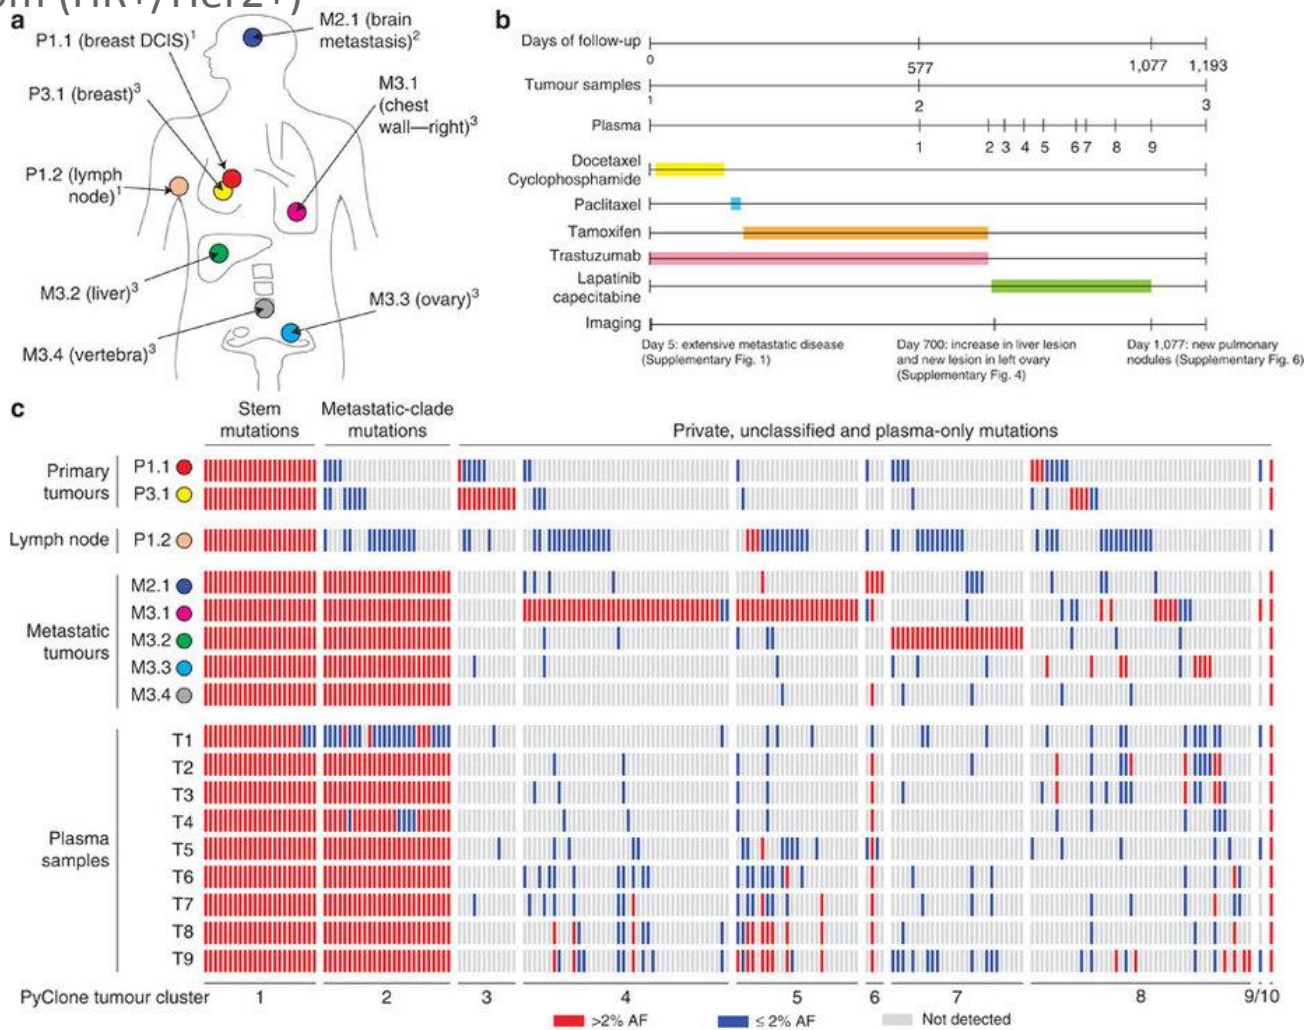 (HR+/Her2+)
a
P1.1 (breast DCIS)1
M2.1 (brain
metastasis)2
P3.1 (breast)3
M3.1
(chest
wall—right)3
P1.2 (lymph
node)1
M3.2 (liver)3
M3.3 (ovary)3
M3.4 (vertebra)3
b
Days of follow-up
0
577
1,077
1,193
Tumour samples
1
2
3
Plasma
1 2 3 4 5 6 7 8 9
Docetaxel
Cyclophosphamide
Paclitaxel
Tamoxifen
Trastuzumab
Lapatinib
capecitabine
Imaging
Day 5: extensive metastatic disease
(Supplementary Fig. 1)
Day 700: increase in liver lesion
and new lesion in left ovary
(Supplementary Fig. 4)
Day 1,077: new pulmonary
nodules (Supplementary Fig. 6)
c
Stem
mutations
Metastatic-clade
mutations
Private, unclassified and plasma-only mutations
Primary
tumours
P1.1
P3.1
Lymph node
P1.2
Metastatic
tumours
M2.1
M3.1
M3.2
M3.3
M3.4
Plasma
samples
T1
T2
T3
T4
T5
T6
T7
T8
T9
PyClone tumour cluster 1 2 3 4 5 6 7 8 9/10
>2% AF
≤ 2% AF
Not detected